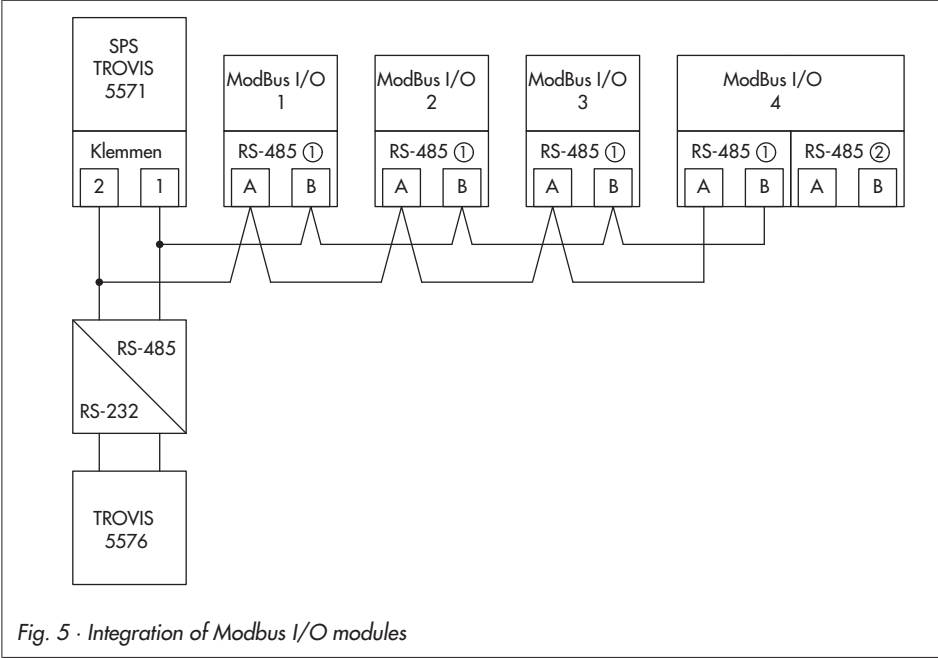 SPS
TROVIS
5571
Klemmen
2 1
ModBus I/O
1
RS-485 ①
A B
ModBus I/O
2
RS-485 ①
A B
ModBus I/O
3
RS-485 ①
A B
ModBus I/O
4
RS-485 ① RS-485 ②
A B A B
RS-485
RS-232
TROVIS
5576
Fig. 5 · Integration of Modbus I/O modules